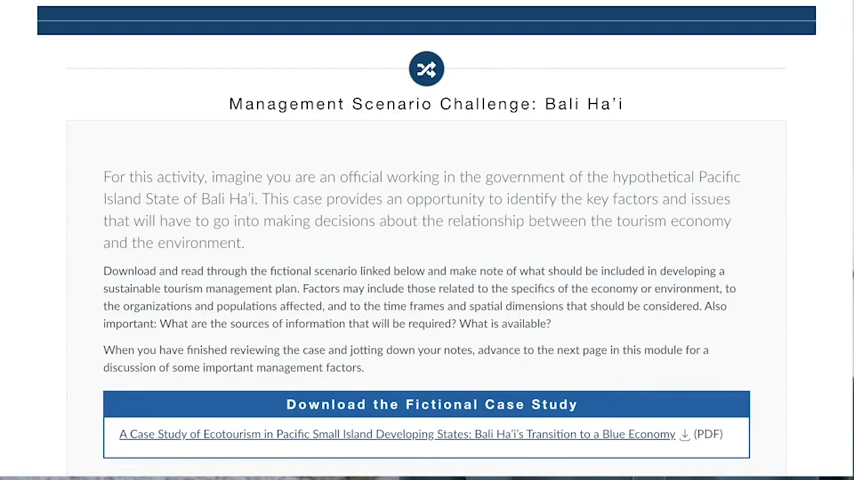 Management Scenario Challenge: Bali Ha’i
For this activity, imagine you are an official working in the government of the hypothetical Pacific
Island State of Bali Ha’i. This case provides an opportunity to identify the key factors and issues
that will have to go into making decisions about the relationship between the tourism economy
and the environment.
Download and read through the fictional scenario linked below and make note of what should be included in developing a
sustainable tourism management plan. Factors may include those related to the specifics of the economy or environment, to
the organizations and populations affected, and to the time frames and spatial dimensions that should be considered. Also
important: What are the sources of information that will be required? What is available?
When you have finished reviewing the case and jotting down your notes, advance to the next page in this module for a
discussion of some important management factors.
Download the Fictional Case Study
A Case Study of Ecotourism in Pacific Small Island Developing States: Bali Ha’i’s Transition to a Blue Economy (PDF)